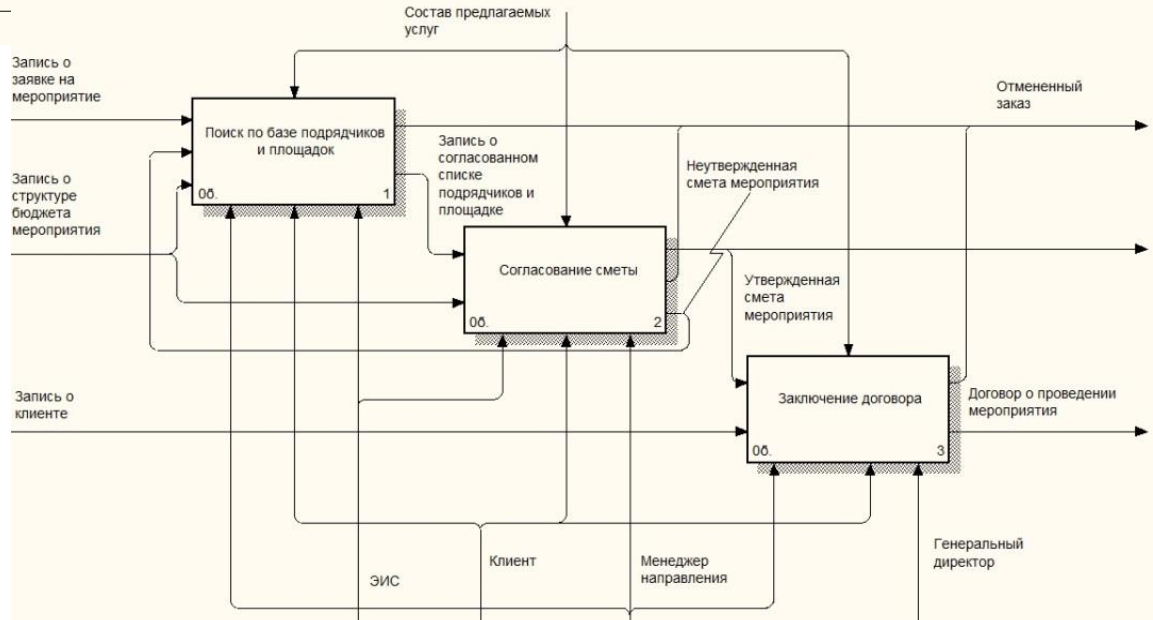 Состав предлагаемых
услуг
Запись о
заявке на
мероприятие
Отмененный
заказ
Поиск по базе подрядчиков
и площадок
0б.
1
Запись о
согласованном
списке
подрядчиков и
площадке
Неутвержденная
смета мероприятия
Запись о
структуре
бюджета
мероприятия
Согласование сметы
0б.
2
Утвержденная
смета
мероприятия
Запись о
клиенте
Заключение договора
0б.
3
Договор о проведении
мероприятия
ЭИС
Клиент
Менеджер
направления
Генеральный
директор